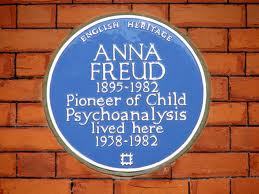 ENGLISH HERITAGE
ANNA
FREUD
1895-1982
Pioneer of Child
Psychoanalysis
lived here
1938-1982